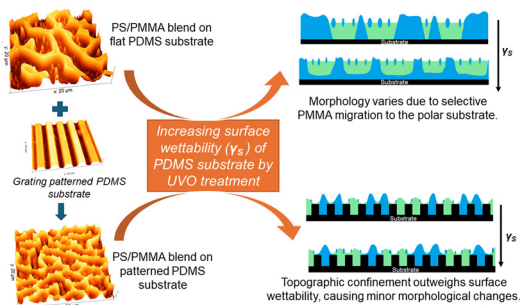 PS/PMMA blend on
flat PDMS substrate
x: 20 µm
Grating patterned PDMS
substrate
PS/PMMA blend on
patterned PDMS
substrate
Increasing surface
wettability (γs) of
PDMS substrate by
UVO treatment
Substrate
Substrate
γs
Morphology varies due to selective
PMMA migration to the polar substrate.
Substrate
Substrate
γs
Topographic confinement outweighs surface
wettability, causing minor morphological changes.